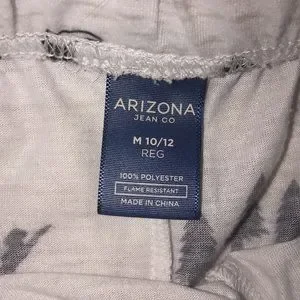 ARIZONA
JEAN CO
M 10/12
REG
100% POLYESTER
FLAME RESISTANT
MADE IN CHINA